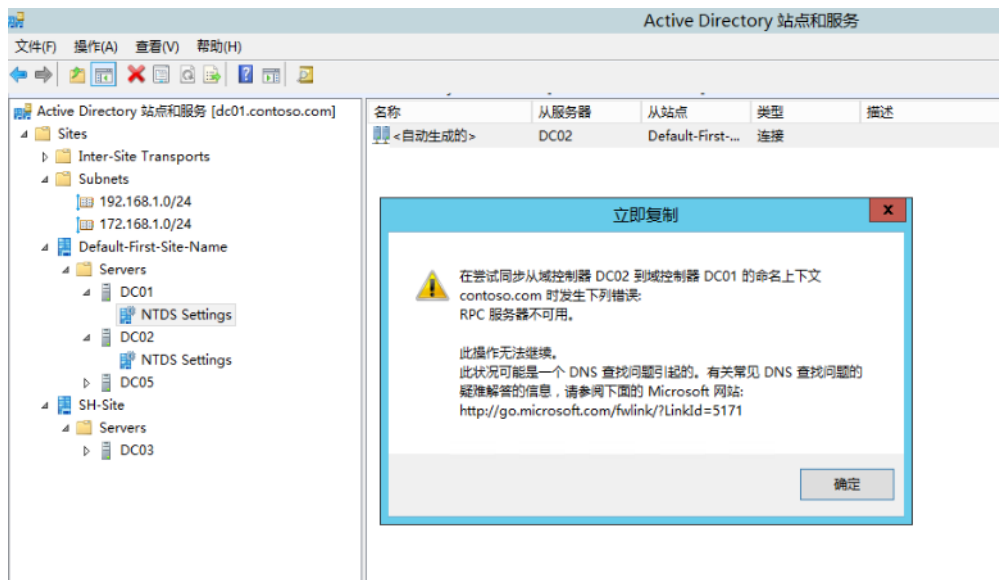 Active Directory 站点和服务
文件(F) 操作(A) 查看(V) 帮助(H)
Active Directory 站点和服务 [dc01.contoso.com]
Sites
Inter-Site Transports
Subnets
192.168.1.0/24
172.168.1.0/24
Default-First-Site-Name
Servers
DC01
NTDS Settings
DC02
NTDS Settings
DC05
SH-Site
Servers
DC03
名称 从服务器 从站点 类型 描述
<自动生成的> DC02 Default-First-... 连接
立即复制
x
在尝试同步从域控制器 DC02 到域控制器 DC01 的命名上下文
contoso.com 时发生下列错误:
RPC 服务器不可用。
此操作无法继续。
此状况可能是一个 DNS 查找问题引起的。有关常见 DNS 查找问题的
疑难解答的信息，请参阅下面的 Microsoft 网站:
http://go.microsoft.com/fwlink/?LinkId=5171
确定